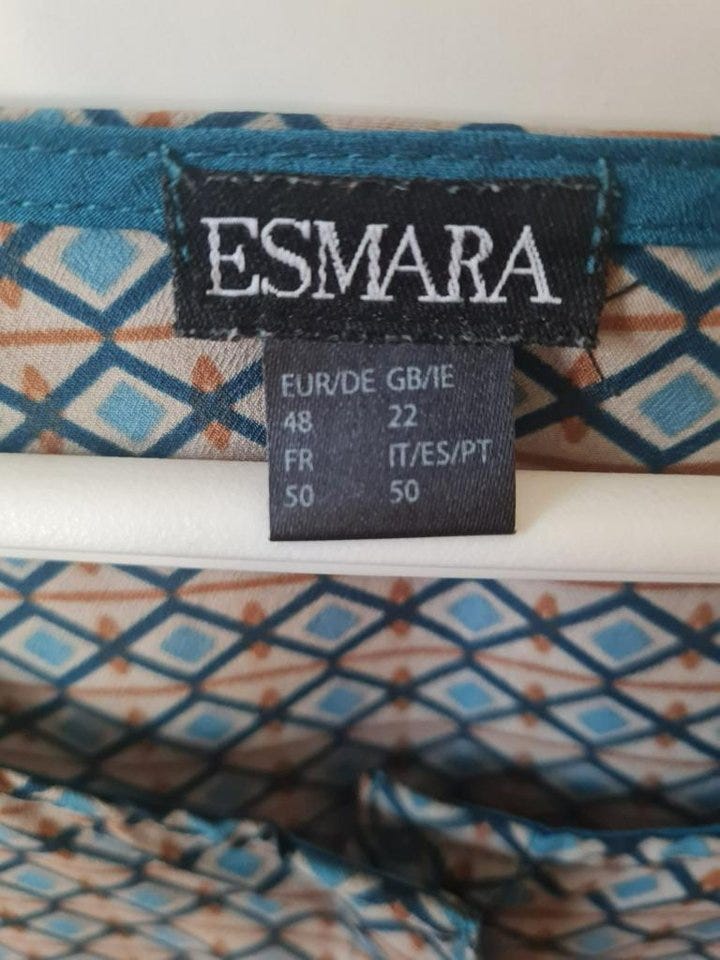 ESMARA
EUR/DE GB/IE
48 22
FR IT/ES/PT
50 50